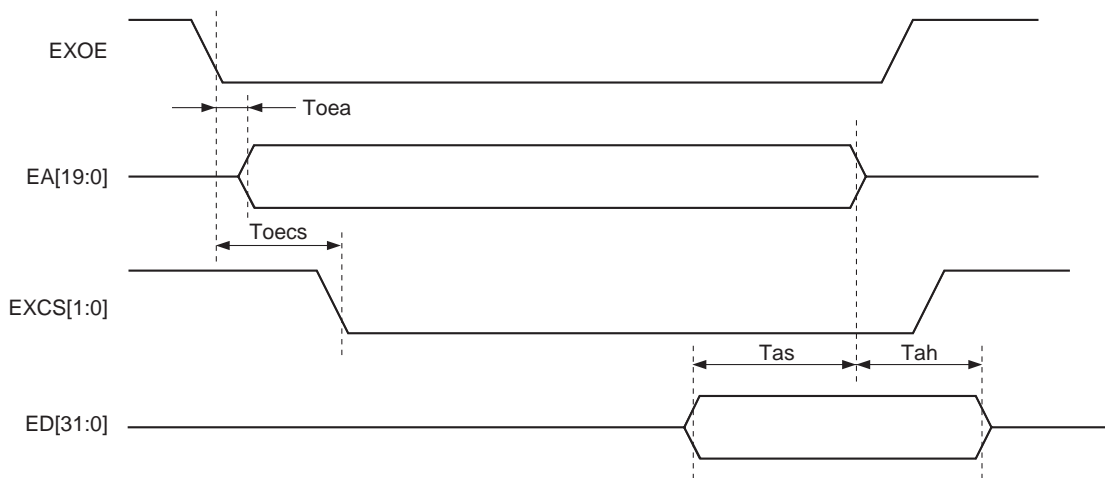 EXOE
Toea
EA[19:0]
Toecs
EXCS[1:0]
Tas
Tah
ED[31:0]